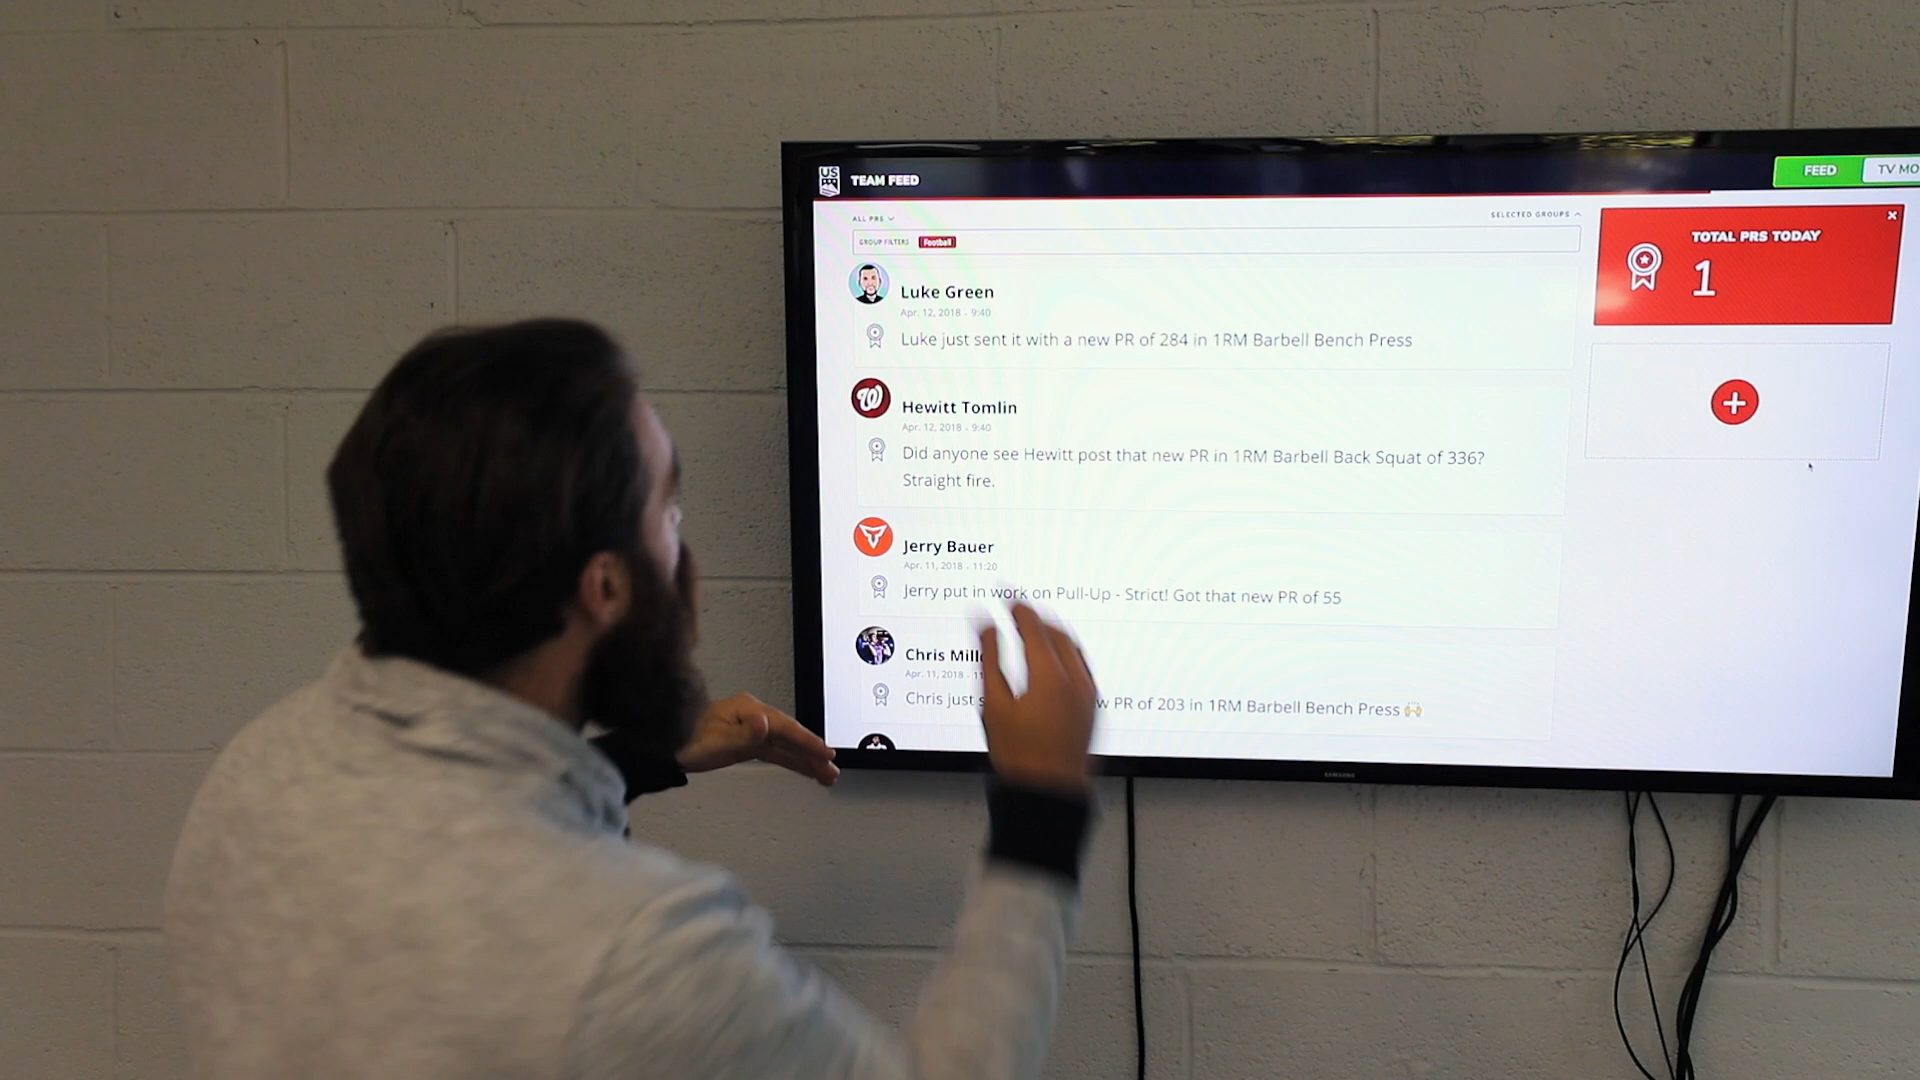 US
TEAM FEED
FEED
TV MO
ALL PRS
SELECTED GROUPS
GROUP FILTERS
Football
TOTAL PRS TODAY
1
Luke Green
Apr. 12, 2018 - 9:40
Luke just sent it with a new PR of 284 in 1RM Barbell Bench Press
Hewitt Tomlin
Apr. 12, 2018 - 9:40
Did anyone see Hewitt post that new PR in 1RM Barbell Back Squat of 336?
Straight fire.
Jerry Bauer
Apr. 11, 2018 - 11:20
Jerry put in work on Pull-Up - Strict! Got that new PR of 55
Chris Mill
Apr. 11, 2018 - 11
Chris just s w PR of 203 in 1RM Barbell Bench Press 🙌
SAMSUNG